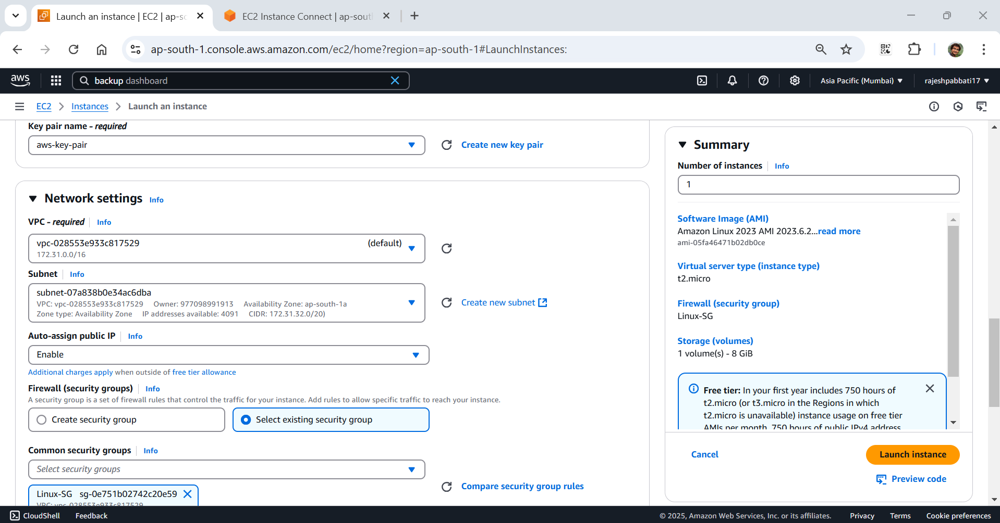 Launch an instance | EC2 | ap-sc
EC2 Instance Connect | ap-sout
ap-south-1.console.aws.amazon.com/ec2/home?region=ap-south-1#LaunchInstances:
aws
backup dashboard
Asia Pacific (Mumbai)
rajeshpabbati17
EC2
Instances
Launch an instance
Key pair name - required
aws-key-pair
Create new key pair
Network settings Info
VPC - required Info
vpc-028553e933c817529 (default)
172.31.0.0/16
Subnet Info
subnet-07a838b0e34ac6dba
VPC: vpc-028553e933c817529 Owner: 977098991913 Availability Zone: ap-south-1a
Zone type: Availability Zone IP addresses available: 4091 CIDR: 172.31.32.0/20)
Create new subnet
Auto-assign public IP Info
Enable
Additional charges apply when outside of free tier allowance
Firewall (security groups) Info
A security group is a set of firewall rules that control the traffic for your instance. Add rules to allow specific traffic to reach your instance.
Create security group
Select existing security group
Common security groups Info
Select security groups
Linux-SG sg-0e751b02742c20e59
VPC: vpc-028553e933c817529
Compare security group rules
Summary
Number of instances Info
1
Software Image (AMI)
Amazon Linux 2023 AMI 2023.6.2...read more
ami-05fa46471b02db0ce
Virtual server type (instance type)
t2.micro
Firewall (security group)
Linux-SG
Storage (volumes)
1 volume(s) - 8 GiB
Free tier: In your first year includes 750 hours of
t2.micro (or t3.micro in the Regions in which
t2.micro is unavailable) instance usage on free tier
AMIs per month, 750 hours of public IPv4 address
Cancel
Launch instance
Preview code
CloudShell
Feedback
© 2025, Amazon Web Services, Inc. or its affiliates.
Privacy
Terms
Cookie preferences